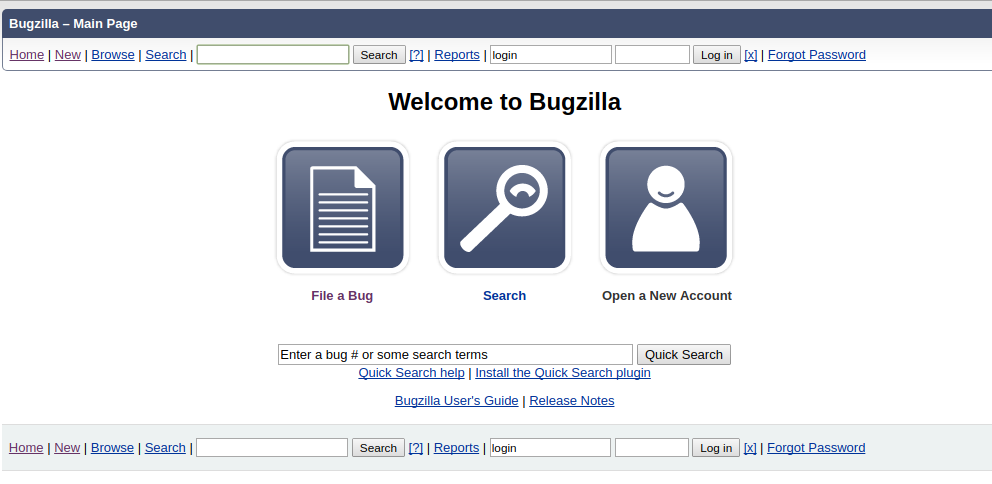 Bugzilla – Main Page
Home | New | Browse | Search | Search [?] | Reports | login Log in [x] | Forgot Password
Welcome to Bugzilla
File a Bug Search Open a New Account
Enter a bug # or some search terms Quick Search
Quick Search help | Install the Quick Search plugin
Bugzilla User's Guide | Release Notes
Home | New | Browse | Search | Search [?] | Reports | login Log in [x] | Forgot Password